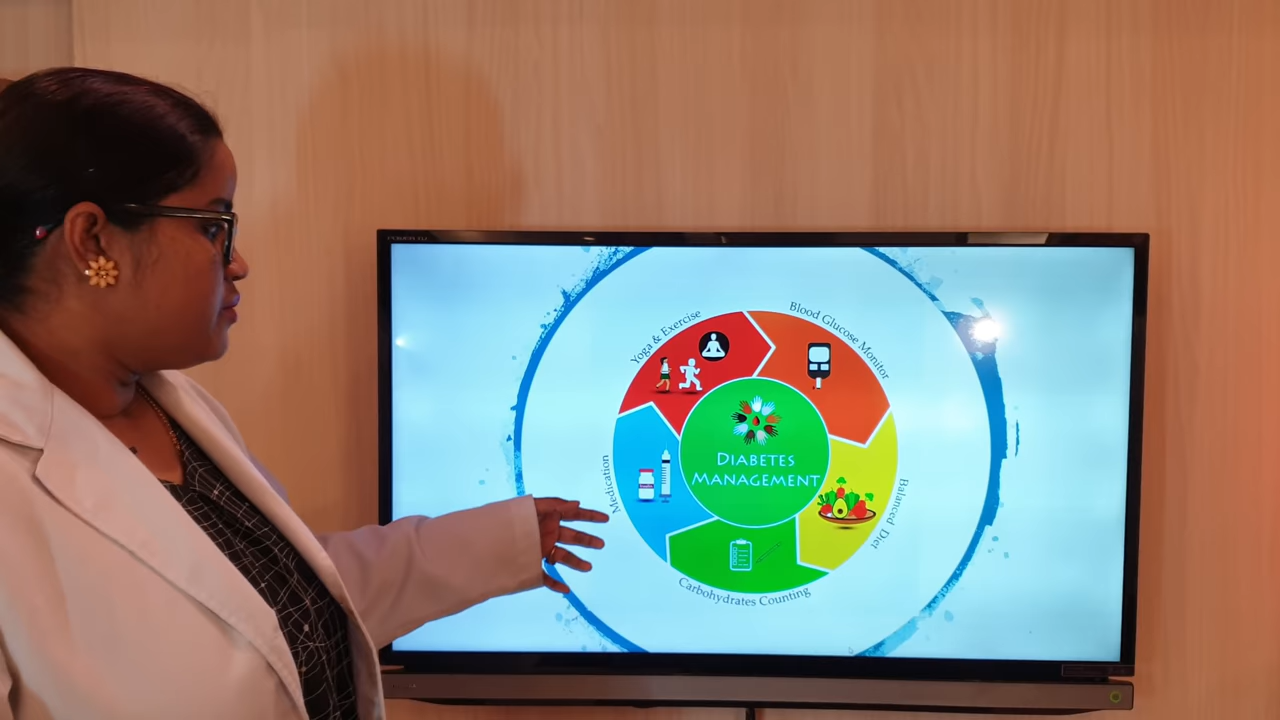 Yoga & Exercise
Blood Glucose Monitor
Medication
DIABETES
MANAGEMENT
Balanced Diet
Carbohydrates Counting